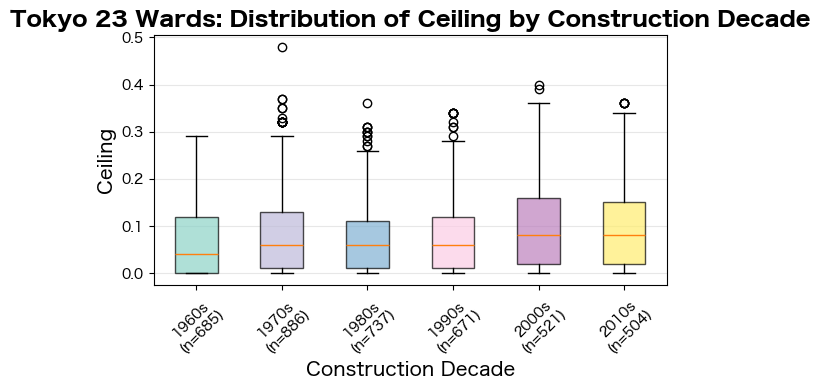 Tokyo 23 Wards: Distribution of Ceiling by Construction Decade
0.5
0.4
0.3
0.2
0.1
0.0
Ceiling
1960s
(n=685)
1970s
(n=886)
1980s
(n=737)
1990s
(n=671)
2000s
(n=521)
2010s
(n=504)
Construction Decade